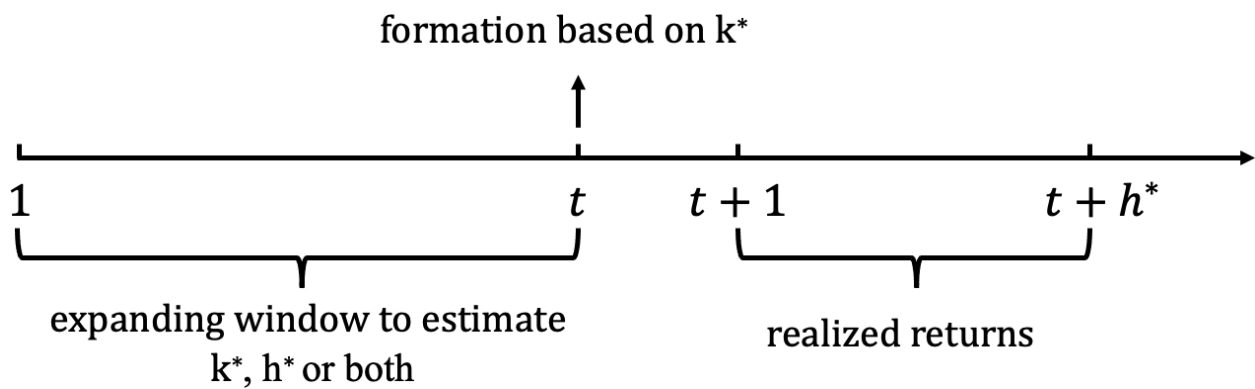 formation based on k*
1 t t + 1 t + h*
expanding window to estimate
k*, h* or both
realized returns